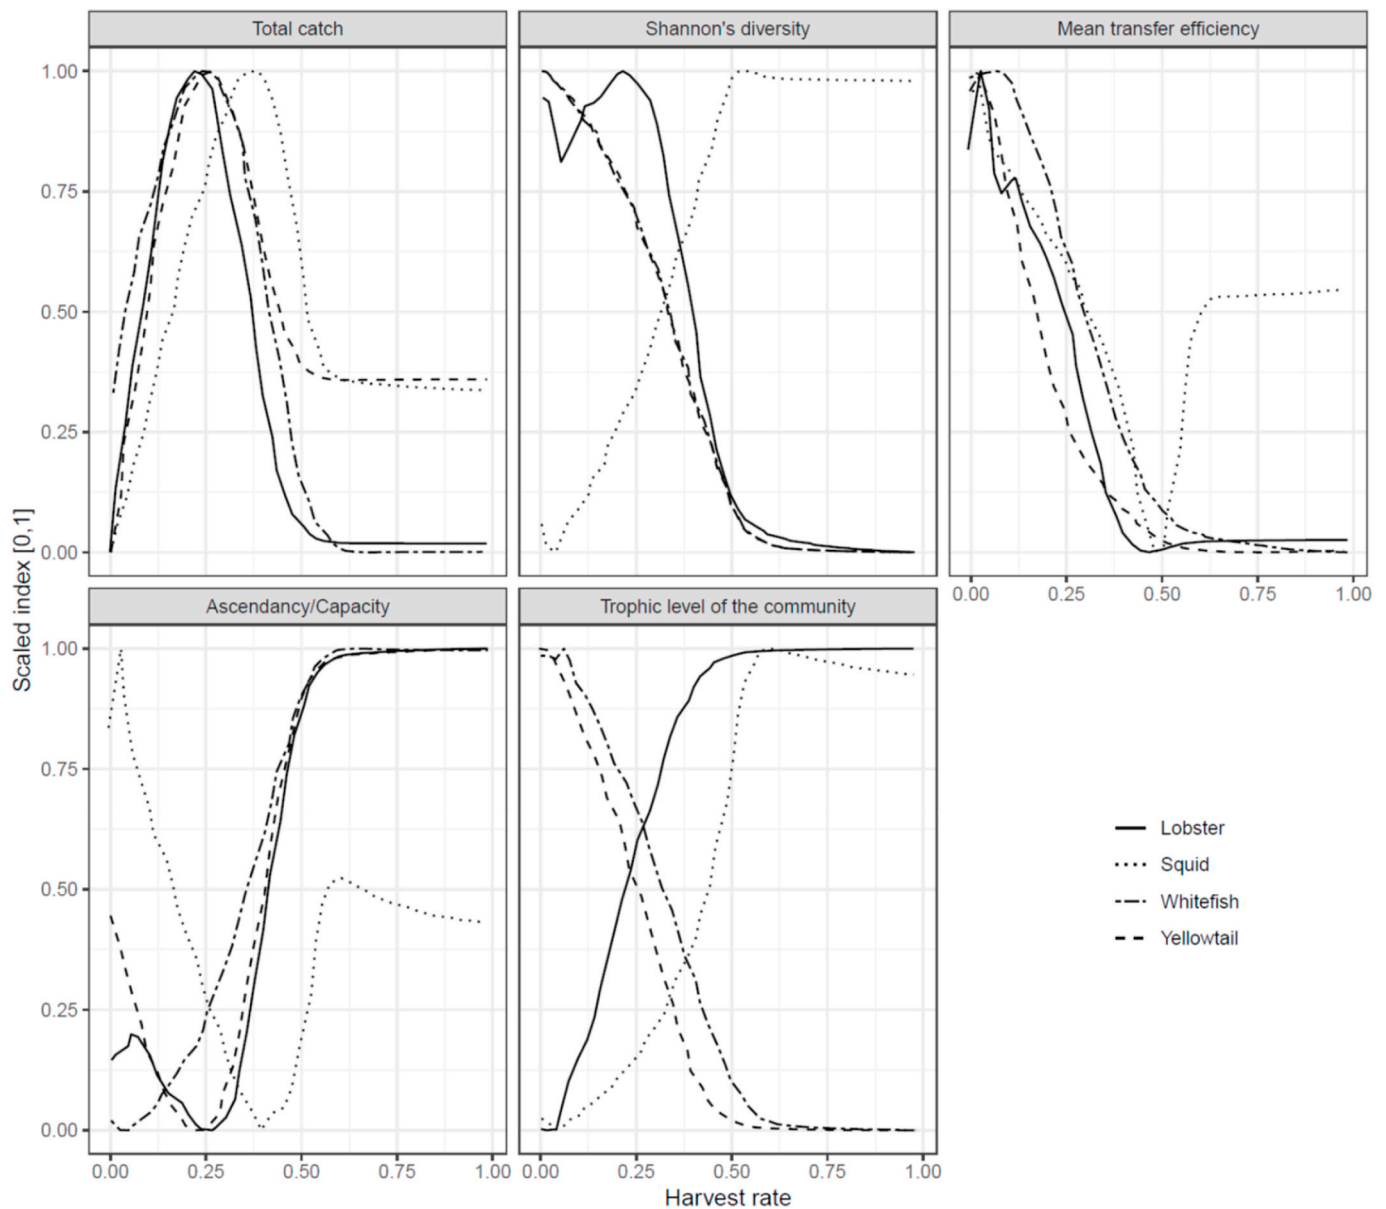 Total catch
Shannon's diversity
Mean transfer efficiency
1.00
0.75
0.50
0.25
0.00
0.00 0.25 0.50 0.75 1.00
Ascendancy/Capacity
Trophic level of the community
1.00
0.75
0.50
0.25
0.00
0.00 0.25 0.50 0.75 1.00
0.00 0.25 0.50 0.75 1.00
Scaled index [0,1]
Harvest rate
Lobster
Squid
Whitefish
Yellowtail